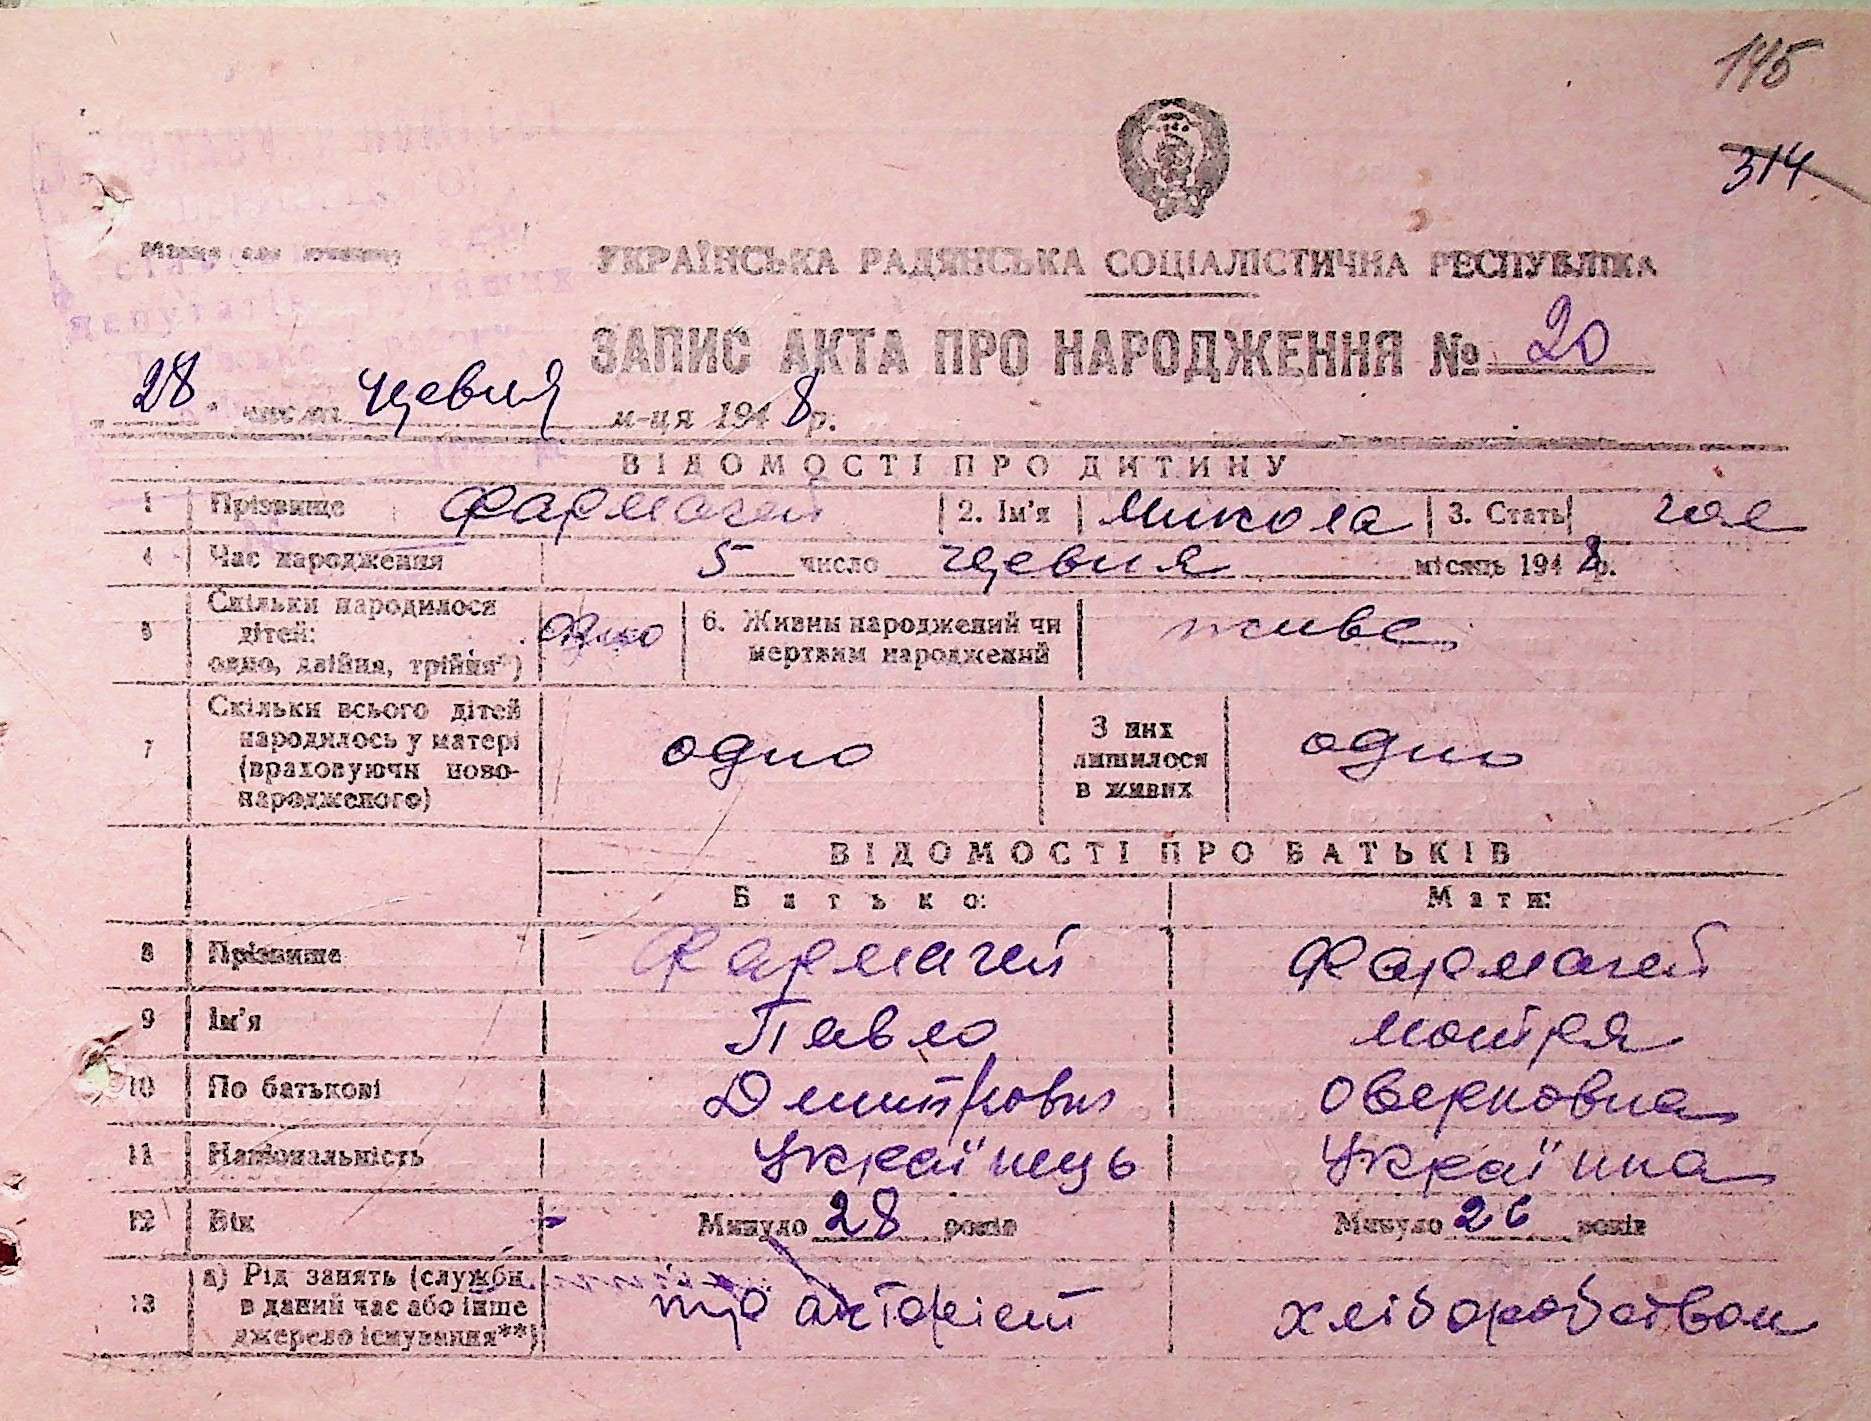 145
314
УКРАЇНСЬКА РАДЯНСЬКА СОЦІАЛІСТИЧНА РЕСПУБЛІКА
ЗАПИС АКТА ПРО НАРОДЖЕННЯ № 20
28 числа червня м-ця 1948 р.
ВІДОМОСТІ ПРО ДИТИНУ
1 Прізвище Фармагей 2. Ім'я Микола 3. Стать чол
4 Час народження 5 число червня місяць 1948 р.
5 Скільки народилося дітей: одно, двійня, трійня*) одно 6. Живим народжений чи мертвим народжений живе
7 Скільки всього дітей народилось у матері (враховуючи новонародженого) одно З них лишилося в живих одно
ВІДОМОСТІ ПРО БАТЬКІВ
Батько: Мати:
8 Прізвище Фармагей Фармагей
9 Ім'я Павло Мотря
10 По батькові Дмитрович Оверковна
11 Національність Українець Українка
12 Вік Минуло 28 років Минуло 26 років
13 а) Рід занять (служби в даний час або інше джерело існування**) тракторіст хліборобством